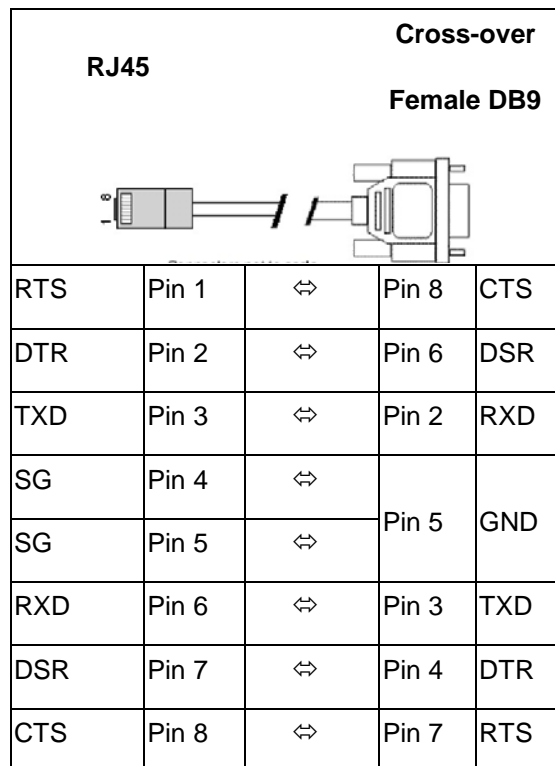 Cross-over
RJ45
Female DB9
8
1
RTS Pin 1 ⇔ Pin 8 CTS
DTR Pin 2 ⇔ Pin 6 DSR
TXD Pin 3 ⇔ Pin 2 RXD
SG Pin 4 ⇔
Pin 5 GND
SG Pin 5 ⇔
RXD Pin 6 ⇔ Pin 3 TXD
DSR Pin 7 ⇔ Pin 4 DTR
CTS Pin 8 ⇔ Pin 7 RTS